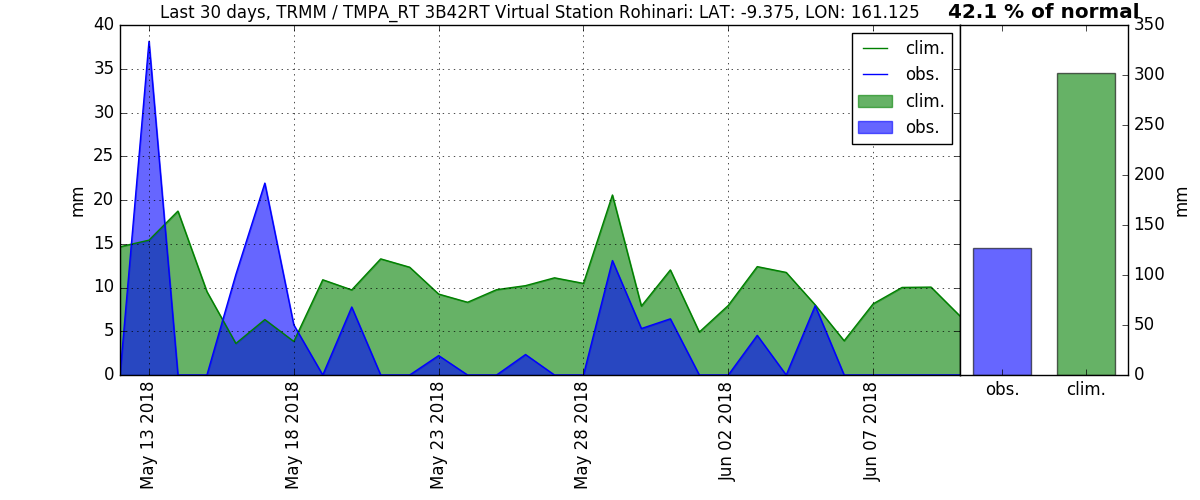 Last 30 days, TRMM / TMPA_RT 3B42RT Virtual Station Rohinari: LAT: -9.375, LON: 161.125
42.1 % of normal
40
35
30
25
20
15
10
5
0
mm
clim.
obs.
clim.
obs.
May 13 2018
May 18 2018
May 23 2018
May 28 2018
Jun 02 2018
Jun 07 2018
obs.
clim.
350
300
250
200
150
100
50
0
mm